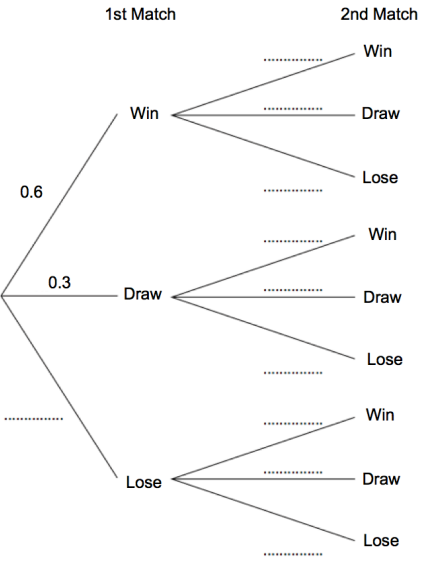 1st Match 2nd Match
............... Win
Win ............... Draw
Lose
...............
0.6
............... Win
0.3 ...............
Draw Draw
Lose
...............
............... Win
...............
............... Draw
Lose
Lose
...............